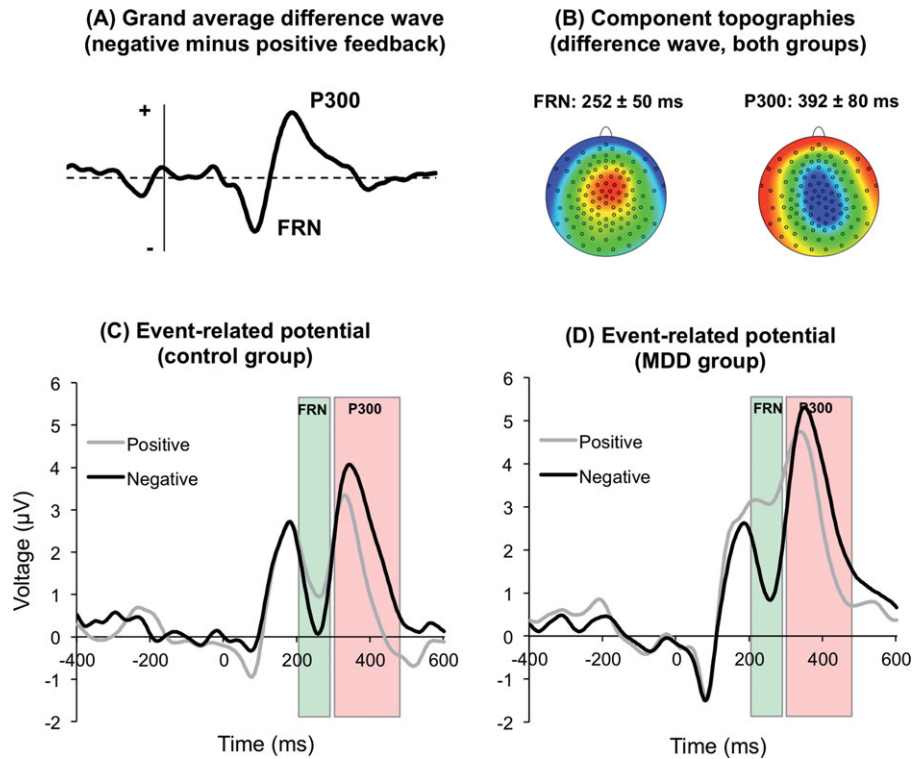 (A) Grand average difference wave
(negative minus positive feedback)
+
P300
FRN
-
(B) Component topographies
(difference wave, both groups)
FRN: 252 ± 50 ms
P300: 392 ± 80 ms
(C) Event-related potential
(control group)
6
5
4
3
2
1
0
-1
-2
Voltage (µV)
FRN
P300
Positive
Negative
-400
-200
0
200
400
600
Time (ms)
(D) Event-related potential
(MDD group)
6
5
4
3
2
1
0
-1
-2
FRN
P300
Positive
Negative
-400
-200
0
200
400
600
Time (ms)